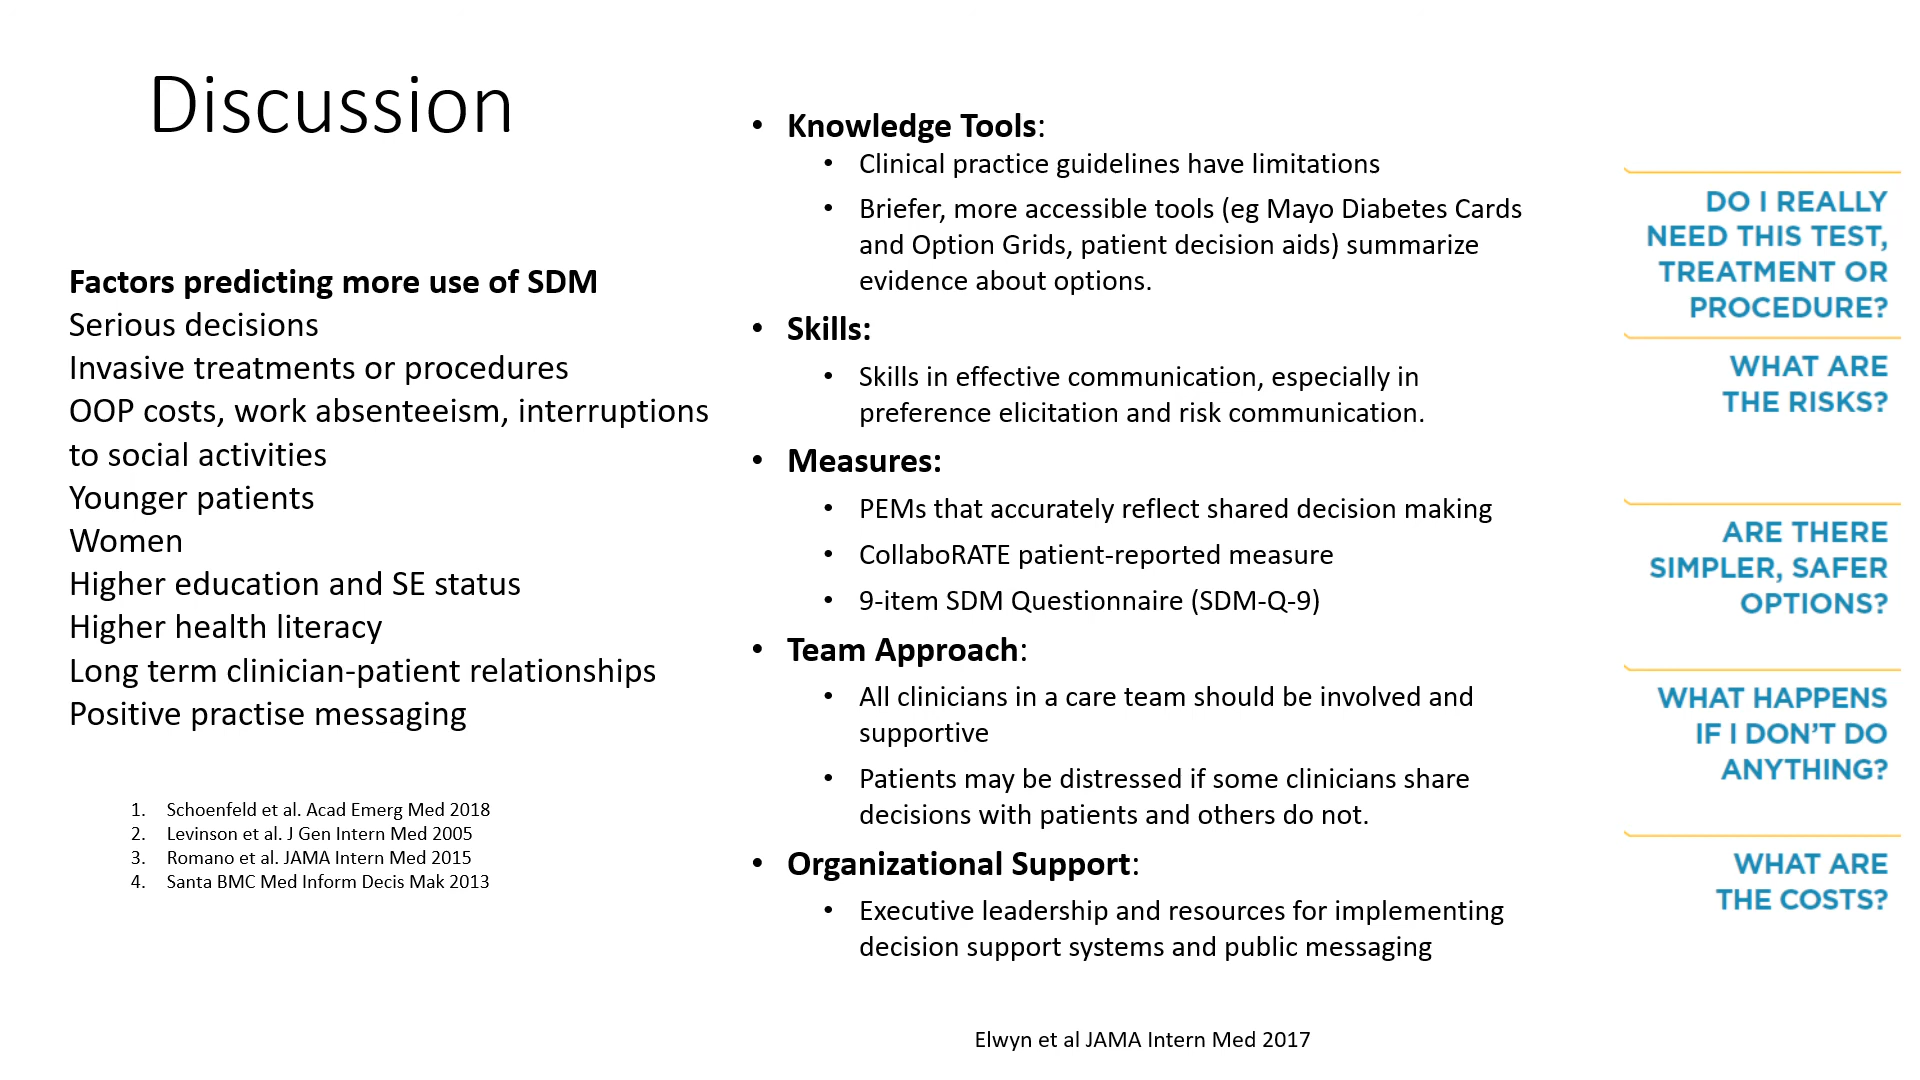 Discussion
Factors predicting more use of SDM
Serious decisions
Invasive treatments or procedures
OOP costs, work absenteeism, interruptions
to social activities
Younger patients
Women
Higher education and SE status
Higher health literacy
Long term clinician-patient relationships
Positive practise messaging
1. Schoenfeld et al. Acad Emerg Med 2018
2. Levinson et al. J Gen Intern Med 2005
3. Romano et al. JAMA Intern Med 2015
4. Santa BMC Med Inform Decis Mak 2013
• Knowledge Tools:
• Clinical practice guidelines have limitations
• Briefer, more accessible tools (eg Mayo Diabetes Cards
and Option Grids, patient decision aids) summarize
evidence about options.
• Skills:
• Skills in effective communication, especially in
preference elicitation and risk communication.
• Measures:
• PEMs that accurately reflect shared decision making
• CollaboRATE patient-reported measure
• 9-item SDM Questionnaire (SDM-Q-9)
• Team Approach:
• All clinicians in a care team should be involved and
supportive
• Patients may be distressed if some clinicians share
decisions with patients and others do not.
• Organizational Support:
• Executive leadership and resources for implementing
decision support systems and public messaging
Elwyn et al JAMA Intern Med 2017
DO I REALLY
NEED THIS TEST,
TREATMENT OR
PROCEDURE?
WHAT ARE
THE RISKS?
ARE THERE
SIMPLER, SAFER
OPTIONS?
WHAT HAPPENS
IF I DON'T DO
ANYTHING?
WHAT ARE
THE COSTS?